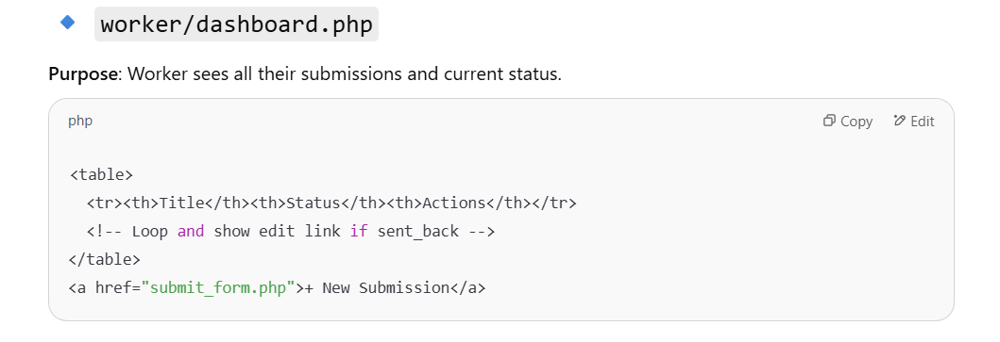 worker/dashboard.php
Purpose: Worker sees all their submissions and current status.
php
Copy
Edit
<table>
  <tr><th>Title</th><th>Status</th><th>Actions</th></tr>
  <!-- Loop and show edit link if sent_back -->
</table>
<a href="submit_form.php">+ New Submission</a>